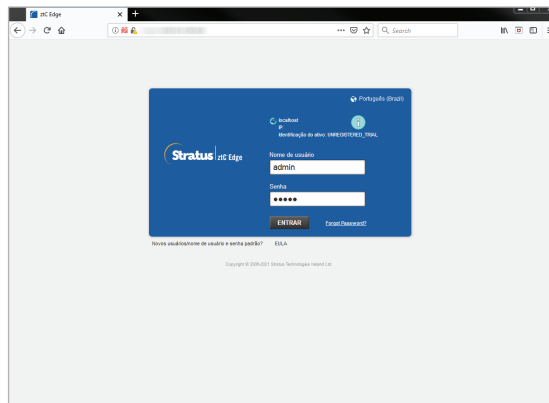 ztC Edge
Search
Português (Brazil)
localhost
IP:
Identificação do ativo: UNREGISTERED_TRIAL
Stratus ztC Edge
Nome de usuário
admin
Senha
ENTRAR
Forgot Password?
Novos usuários/nome de usuário e senha padrão?
EULA
Copyright © 2008-2021 Stratus Technologies Ireland Ltd.